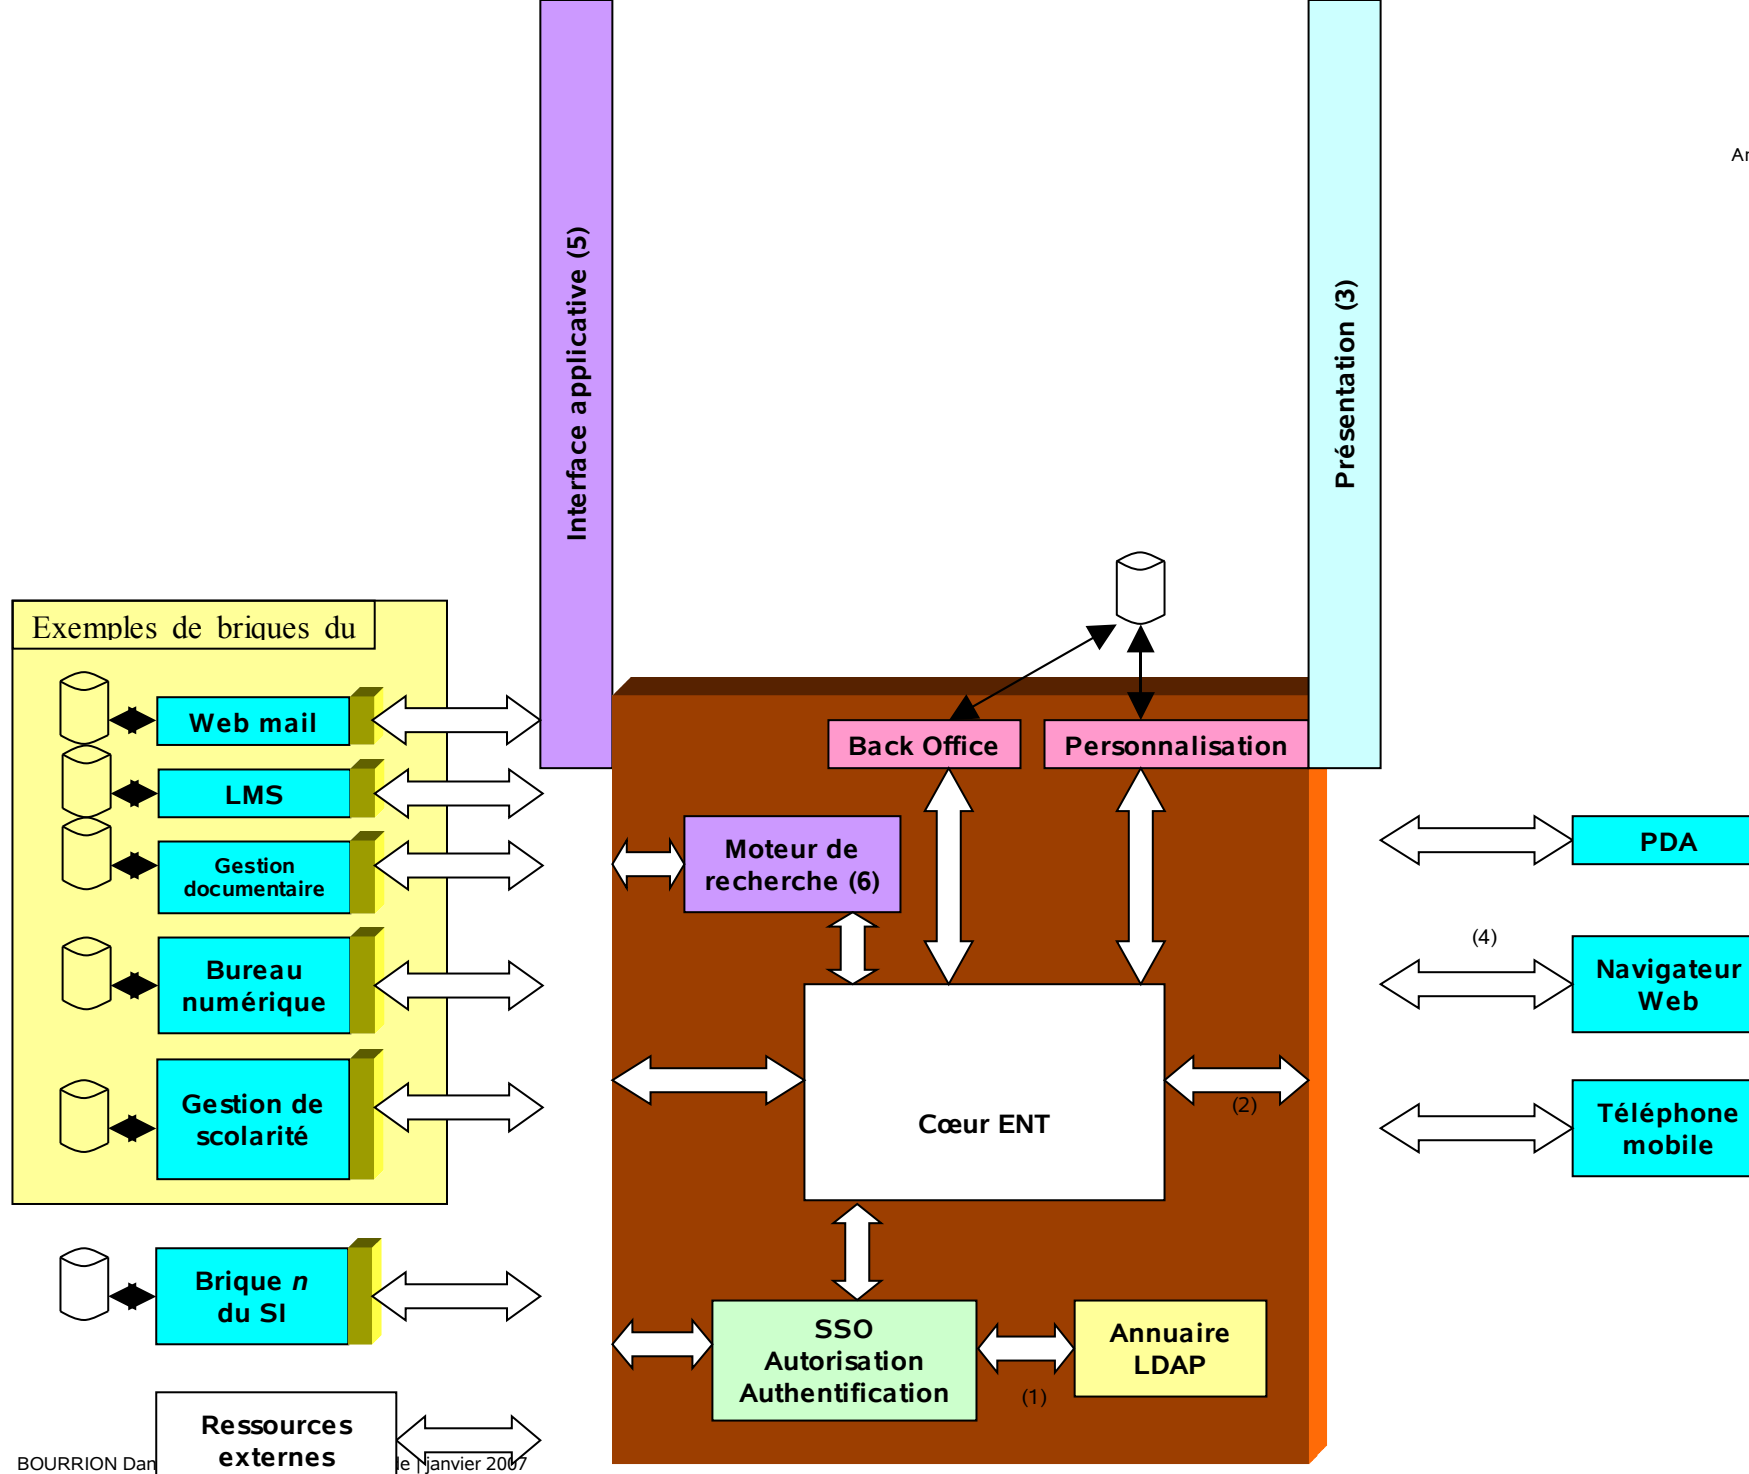 Ar
Interface applicative (5)
Présentation (3)
Exemples de briques du
Web mail
LMS
Gestion
documentaire
Bureau
numérique
Gestion de
scolarité
Brique n
du SI
Ressources
externes
Back Office
Personnalisation
Moteur de
recherche (6)
Cœur ENT
(2)
SSO
Autorisation
Authentification
(1)
Annuaire
LDAP
PDA
(4)
Navigateur
Web
Téléphone
mobile
BOURRION Dan le | janvier 2007